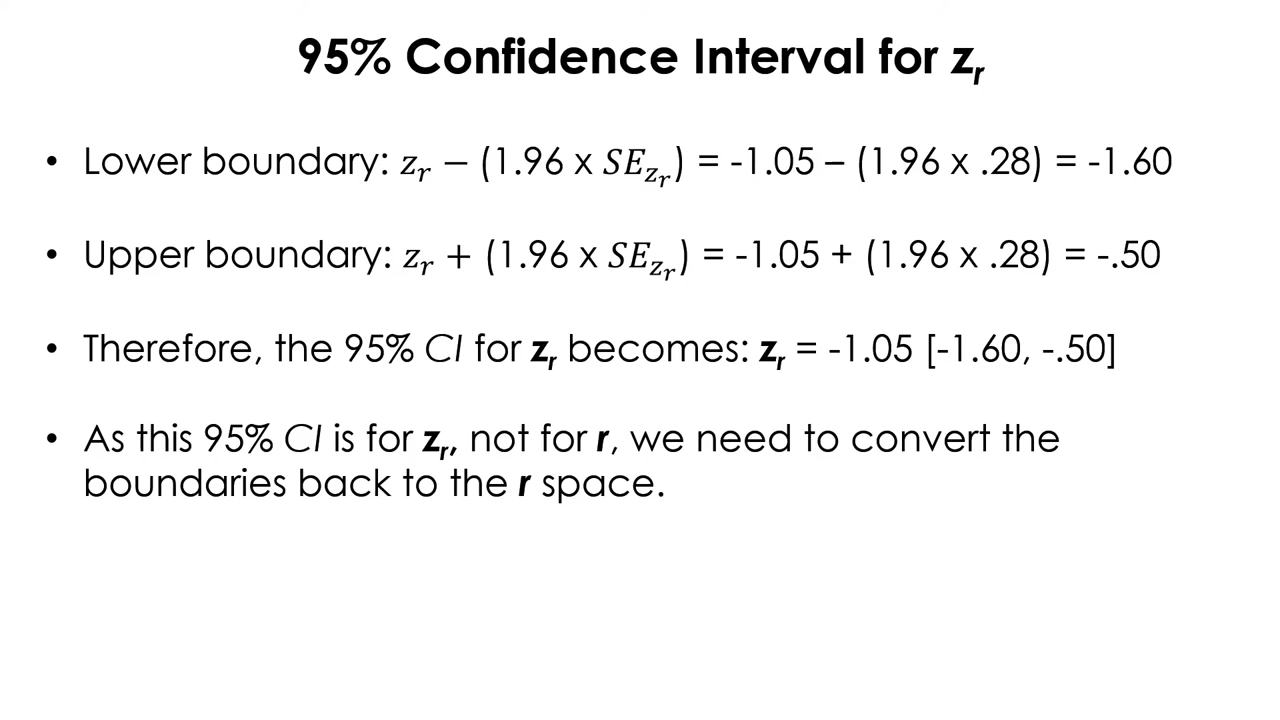 95% Confidence Interval for zr
• Lower boundary: 𝑧𝑟 − (1.96 x 𝑆𝐸𝑧𝑟) = -1.05 – (1.96 x .28) = -1.60
• Upper boundary: 𝑧𝑟 + (1.96 x 𝑆𝐸𝑧𝑟) = -1.05 + (1.96 x .28) = -.50
• Therefore, the 95% CI for zr becomes: zr = -1.05 [-1.60, -.50]
• As this 95% CI is for zr, not for r, we need to convert the
boundaries back to the r space.